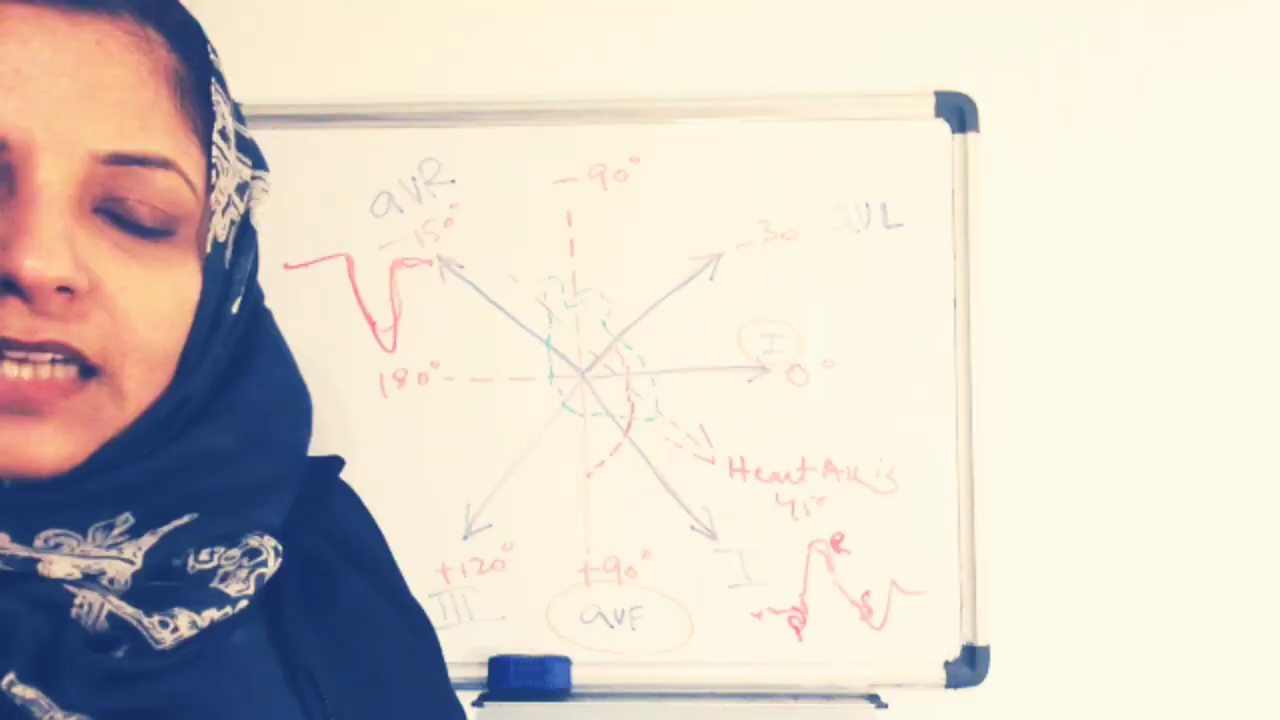 aVR
-90°
-150°
-30
aVL
I
180°
0°
Heart Axis
45°
R
+120°
+90°
III
aVF
S